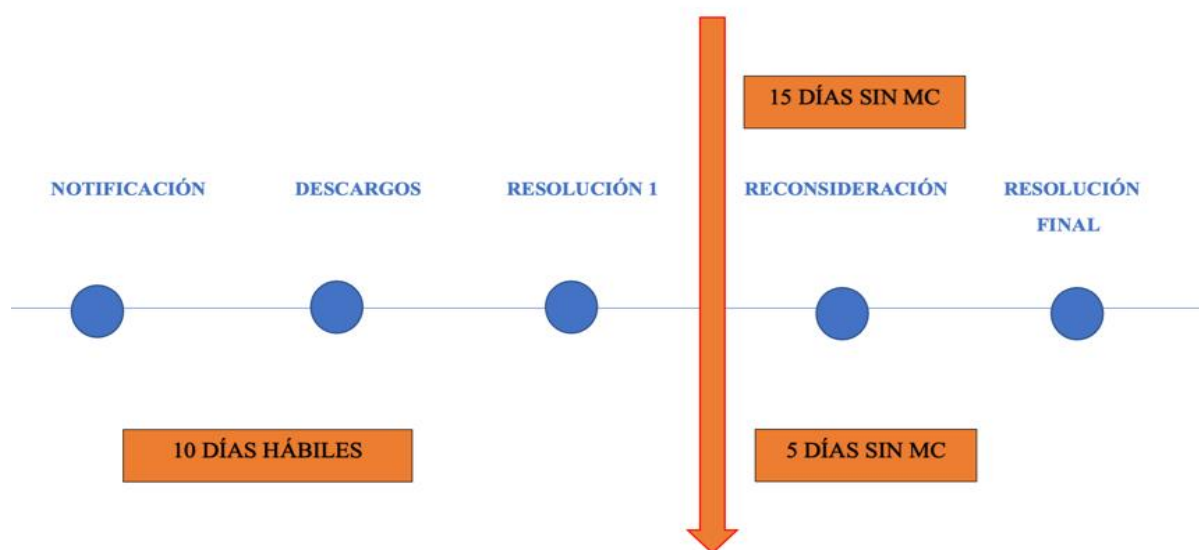 15 DÍAS SIN MC
NOTIFICACIÓN
DESCARGOS
RESOLUCIÓN 1
RECONSIDERACIÓN
RESOLUCIÓN
FINAL
10 DÍAS HÁBILES
5 DÍAS SIN MC